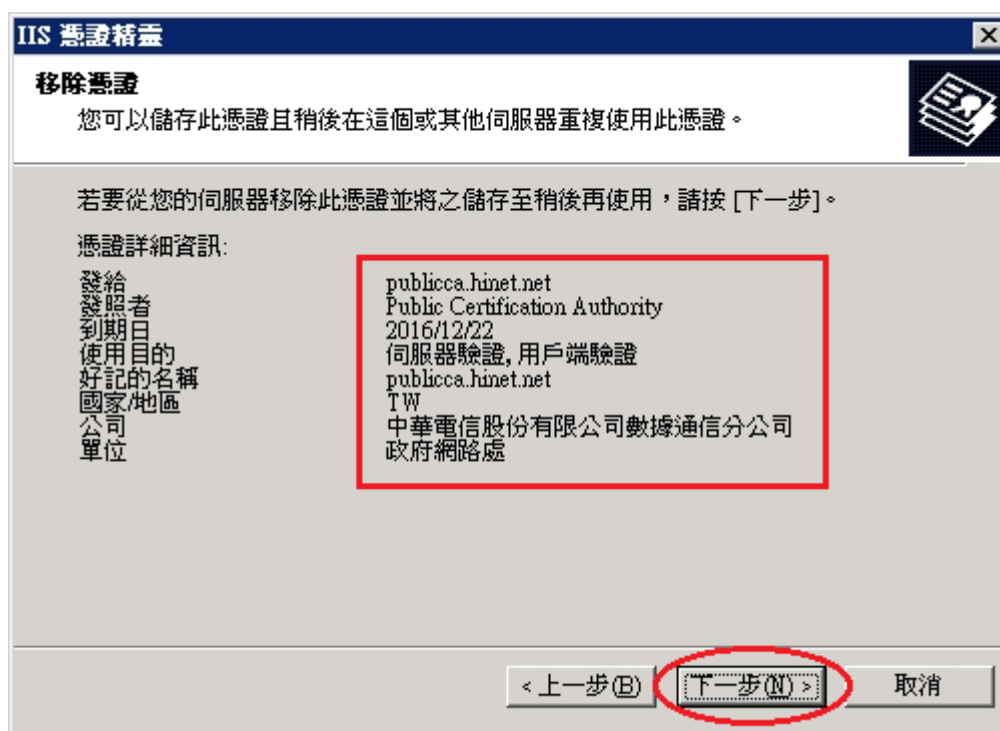 IIS 憑證精靈
移除憑證
您可以儲存此憑證且稍後在這個或其他伺服器重複使用此憑證。
若要從您的伺服器移除此憑證並將之儲存至稍後再使用，請按 [下一步]。
憑證詳細資訊:
發給 publicca.hinet.net
發照者 Public Certification Authority
到期日 2016/12/22
使用目的 伺服器驗證, 用戶端驗證
好記的名稱 publicca.hinet.net
國家/地區 TW
公司 中華電信股份有限公司數據通信分公司
單位 政府網路處
< 上一步(B) 下一步(N) > 取消